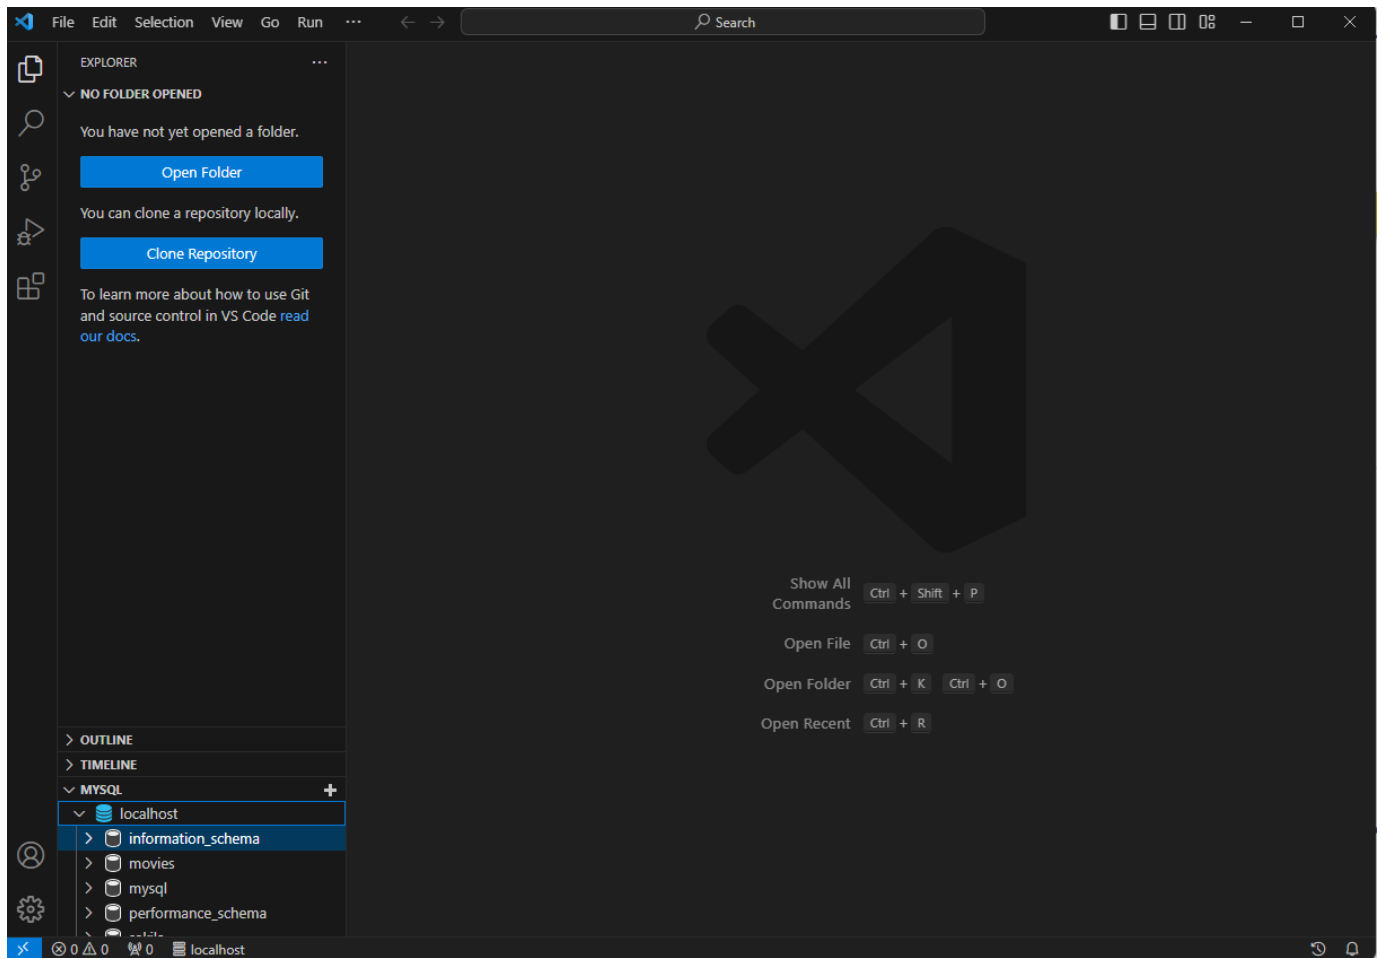 File Edit Selection View Go Run
Search
EXPLORER
NO FOLDER OPENED
You have not yet opened a folder.
Open Folder
You can clone a repository locally.
Clone Repository
To learn more about how to use Git
and source control in VS Code read
our docs.
Show All
Commands Ctrl + Shift + P
Open File Ctrl + O
Open Folder Ctrl + K Ctrl + O
Open Recent Ctrl + R
OUTLINE
TIMELINE
MYSQL
localhost
information_schema
movies
mysql
performance_schema
0 0 0 localhost